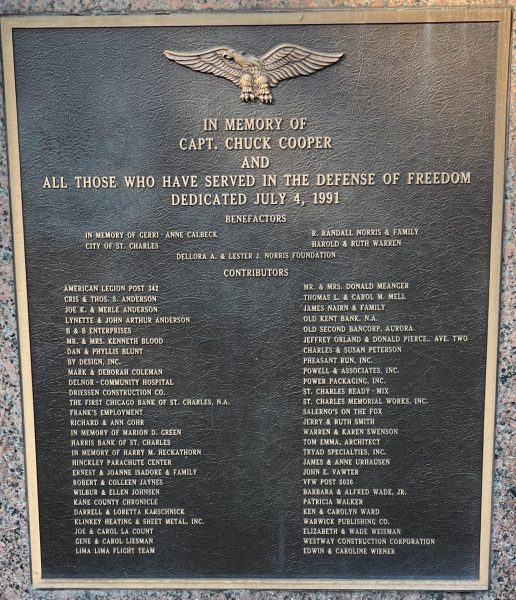 IN MEMORY OF
CAPT. CHUCK COOPER
AND
ALL THOSE WHO HAVE SERVED IN THE DEFENSE OF FREEDOM
DEDICATED JULY 4, 1991
BENEFACTORS
IN MEMORY OF GERRI-ANNE CALBECK
CITY OF ST. CHARLES
R. RANDALL NORRIS & FAMILY
HAROLD & RUTH WARREN
DELLORA A. & LESTER J. NORRIS FOUNDATION
CONTRIBUTORS
AMERICAN LEGION POST 342
CRIS & THOS. S. ANDERSON
JOE K. & MERLE ANDERSON
LYNETTE & JOHN ARTHUR ANDERSON
B & B ENTERPRISES
MR. & MRS. KENNETH BLOOD
DAN & PHYLLIS BLUNT
BY DESIGN, INC.
MARK & DEBORAH COLEMAN
DELNOR-COMMUNITY HOSPITAL
DRIESSEN CONSTRUCTION CO.
THE FIRST CHICAGO BANK OF ST. CHARLES, N.A.
FRANK'S EMPLOYMENT
RICHARD & ANN GOHR
IN MEMORY OF MARION D. GREEN
HARRIS BANK OF ST. CHARLES
IN MEMORY OF HARRY M. HECKATHORN
HINCKLEY PARACHUTE CENTER
ERNEST & JOANNE ISADORE & FAMILY
ROBERT & COLLEEN JAYNES
WILBUR & ELLEN JOHNSEN
KANE COUNTY CHRONICLE
DARRELL & LORETTA KARSCHNICK
KLINKEY HEATING & SHEET METAL, INC.
JOE & CAROL LA COUNT
GENE & CAROL LIESMAN
LIMA LIMA FLIGHT TEAM
MR. & MRS. DONALD MEANGER
THOMAS L. & CAROL M. MELL
JAMES NAIRN & FAMILY
OLD KENT BANK, N.A.
OLD SECOND BANCORP, AURORA
JEFFREY ORLAND & DONALD PIERCE.. AVE. TWO
CHARLES & SUSAN PETERSON
PHEASANT RUN, INC.
POWELL & ASSOCIATES, INC.
POWER PACKAGING, INC.
ST. CHARLES READY-MIX
ST. CHARLES MEMORIAL WORKS, INC.
SALERNO'S ON THE FOX
JERRY & RUTH SMITH
WARREN & KAREN SWENSON
TOM EMMA, ARCHITECT
TRYAD SPECIALTIES, INC.
JAMES & ANNE URHAUSEN
JOHN E. VAWTER
VFW POST 5036
BARBARA & ALFRED WADE, JR.
PATRICIA WALKER
KEN & CAROLYN WARD
WARWICK PUBLISHING CO.
ELIZABETH & WADE WEISMAN
WESTWAY CONSTRUCTION CORPORATION
EDWIN & CAROLINE WIENER